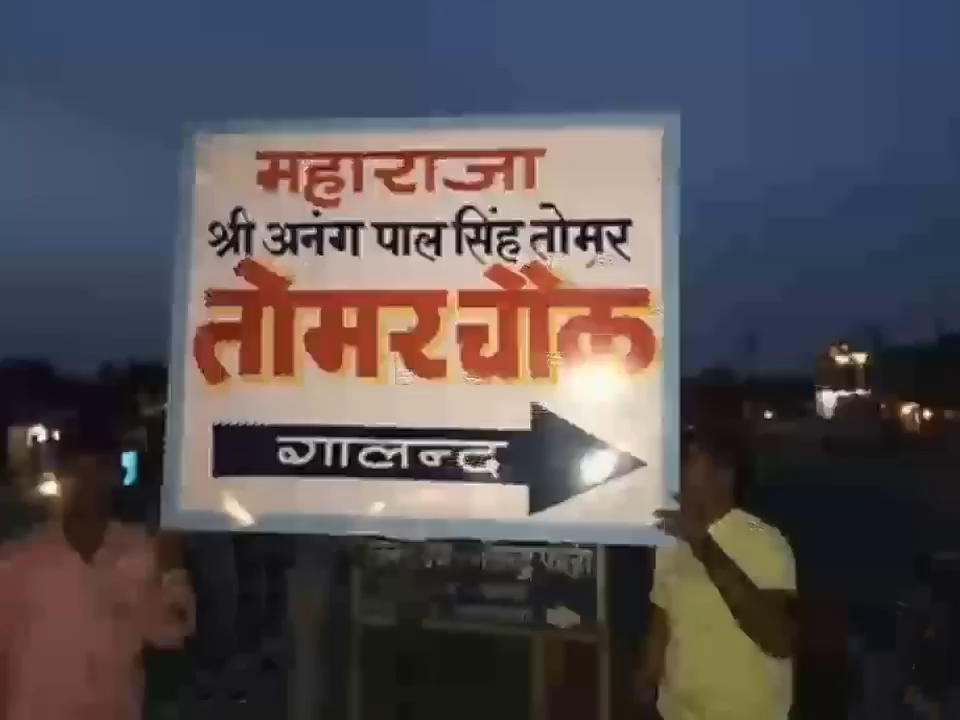 महाराजा
श्री अनंग पाल सिंह तोमर
तोमर चौक
गालन्द